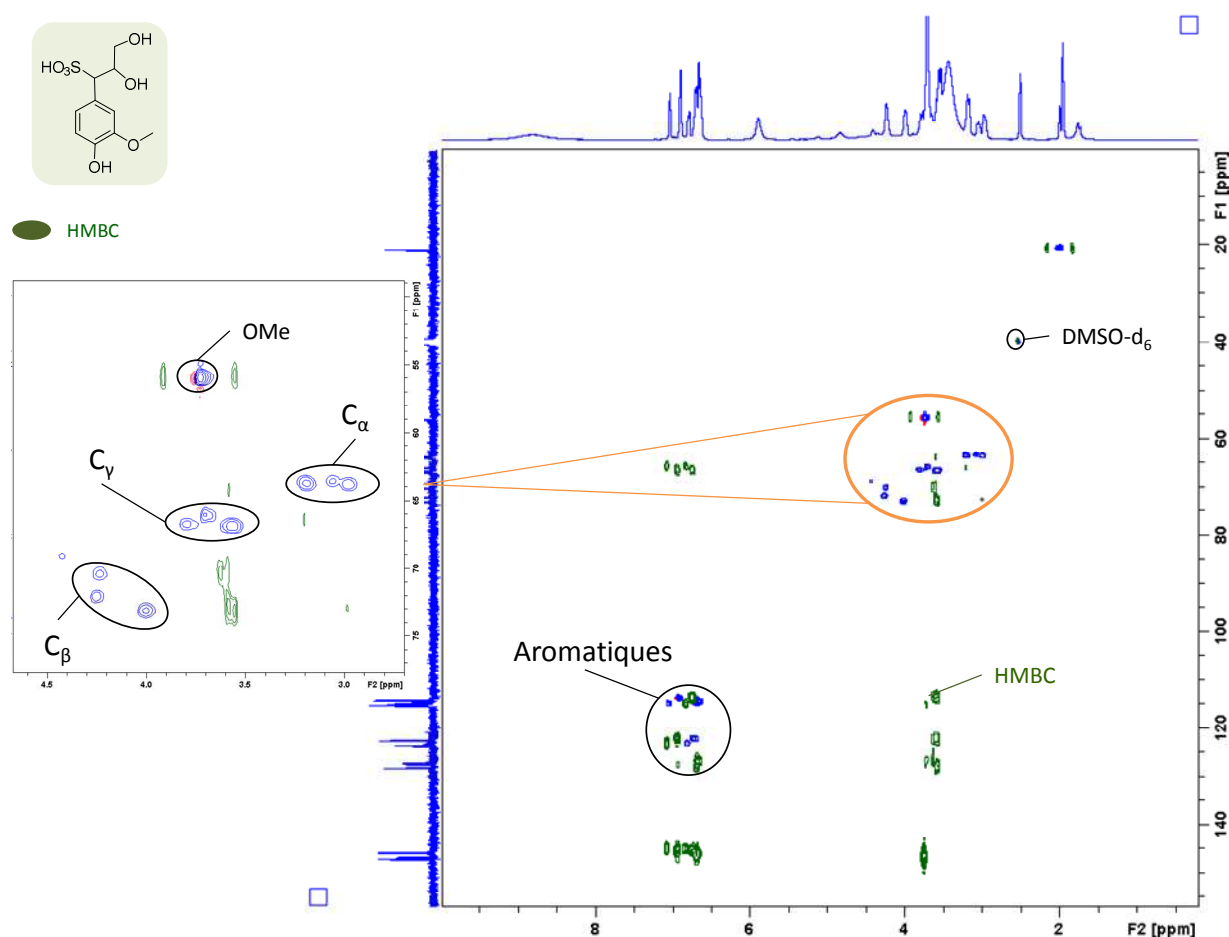 OH
HO₃S
OH
O
OH
HMBC
OMe
Cα
Cγ
Cβ
F1 [ppm]
55
60
65
70
75
4.5
4.0
3.5
3.0
F2 [ppm]
DMSO-d₆
Aromatiques
HMBC
F1 [ppm]
20
40
60
80
100
120
140
8
6
4
2
F2 [ppm]